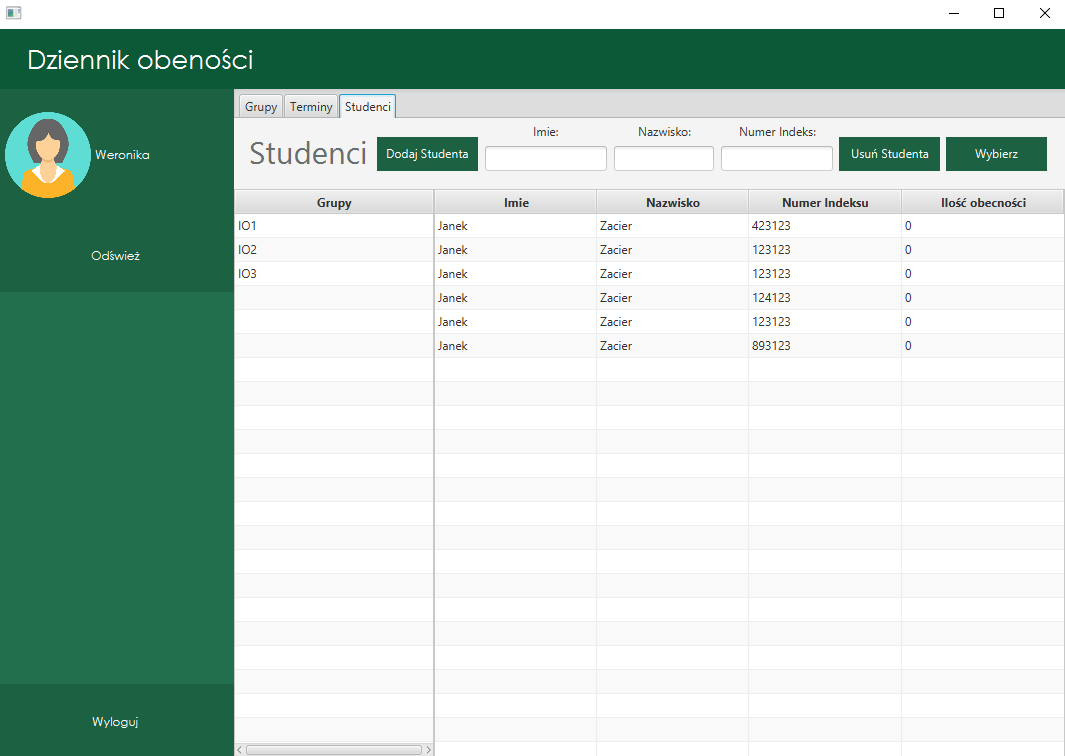 Dziennik obeności
Weronika
Odśwież
Wyloguj
Grupy Terminy Studenci
Studenci
Dodaj Studenta
Imie:
Nazwisko:
Numer Indeks:
Usuń Studenta
Wybierz
Grupy Imie Nazwisko Numer Indeksu Ilość obecności
IO1 Janek Zacier 423123 0
IO2 Janek Zacier 123123 0
IO3 Janek Zacier 123123 0
Janek Zacier 124123 0
Janek Zacier 123123 0
Janek Zacier 893123 0